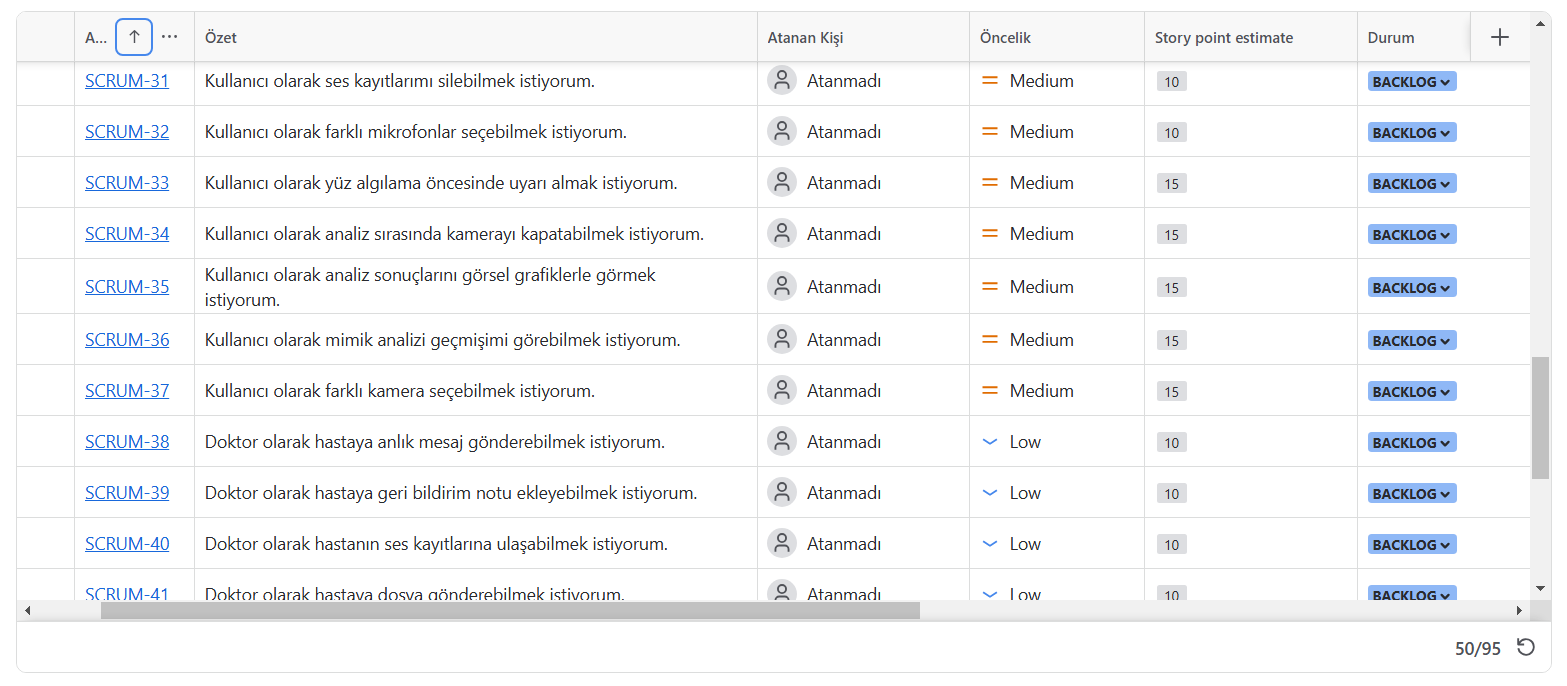 A... Özet Atanan Kişi Öncelik Story point estimate Durum
SCRUM-31 Kullanıcı olarak ses kayıtlarımı silebilmek istiyorum. Atanmadı Medium 10 BACKLOG
SCRUM-32 Kullanıcı olarak farklı mikrofonlar seçebilmek istiyorum. Atanmadı Medium 10 BACKLOG
SCRUM-33 Kullanıcı olarak yüz algılama öncesinde uyarı almak istiyorum. Atanmadı Medium 15 BACKLOG
SCRUM-34 Kullanıcı olarak analiz sırasında kamerayı kapatabilmek istiyorum. Atanmadı Medium 15 BACKLOG
SCRUM-35 Kullanıcı olarak analiz sonuçlarını görsel grafiklerle görmek
istiyorum. Atanmadı Medium 15 BACKLOG
SCRUM-36 Kullanıcı olarak mimik analizi geçmişimi görebilmek istiyorum. Atanmadı Medium 15 BACKLOG
SCRUM-37 Kullanıcı olarak farklı kamera seçebilmek istiyorum. Atanmadı Medium 15 BACKLOG
SCRUM-38 Doktor olarak hastaya anlık mesaj gönderebilmek istiyorum. Atanmadı Low 10 BACKLOG
SCRUM-39 Doktor olarak hastaya geri bildirim notu ekleyebilmek istiyorum. Atanmadı Low 10 BACKLOG
SCRUM-40 Doktor olarak hastanın ses kayıtlarına ulaşabilmek istiyorum. Atanmadı Low 10 BACKLOG
SCRUM-41 Doktor olarak hastaya dosya gönderebilmek istiyorum. Atanmadı Low 10 BACKLOG
50/95